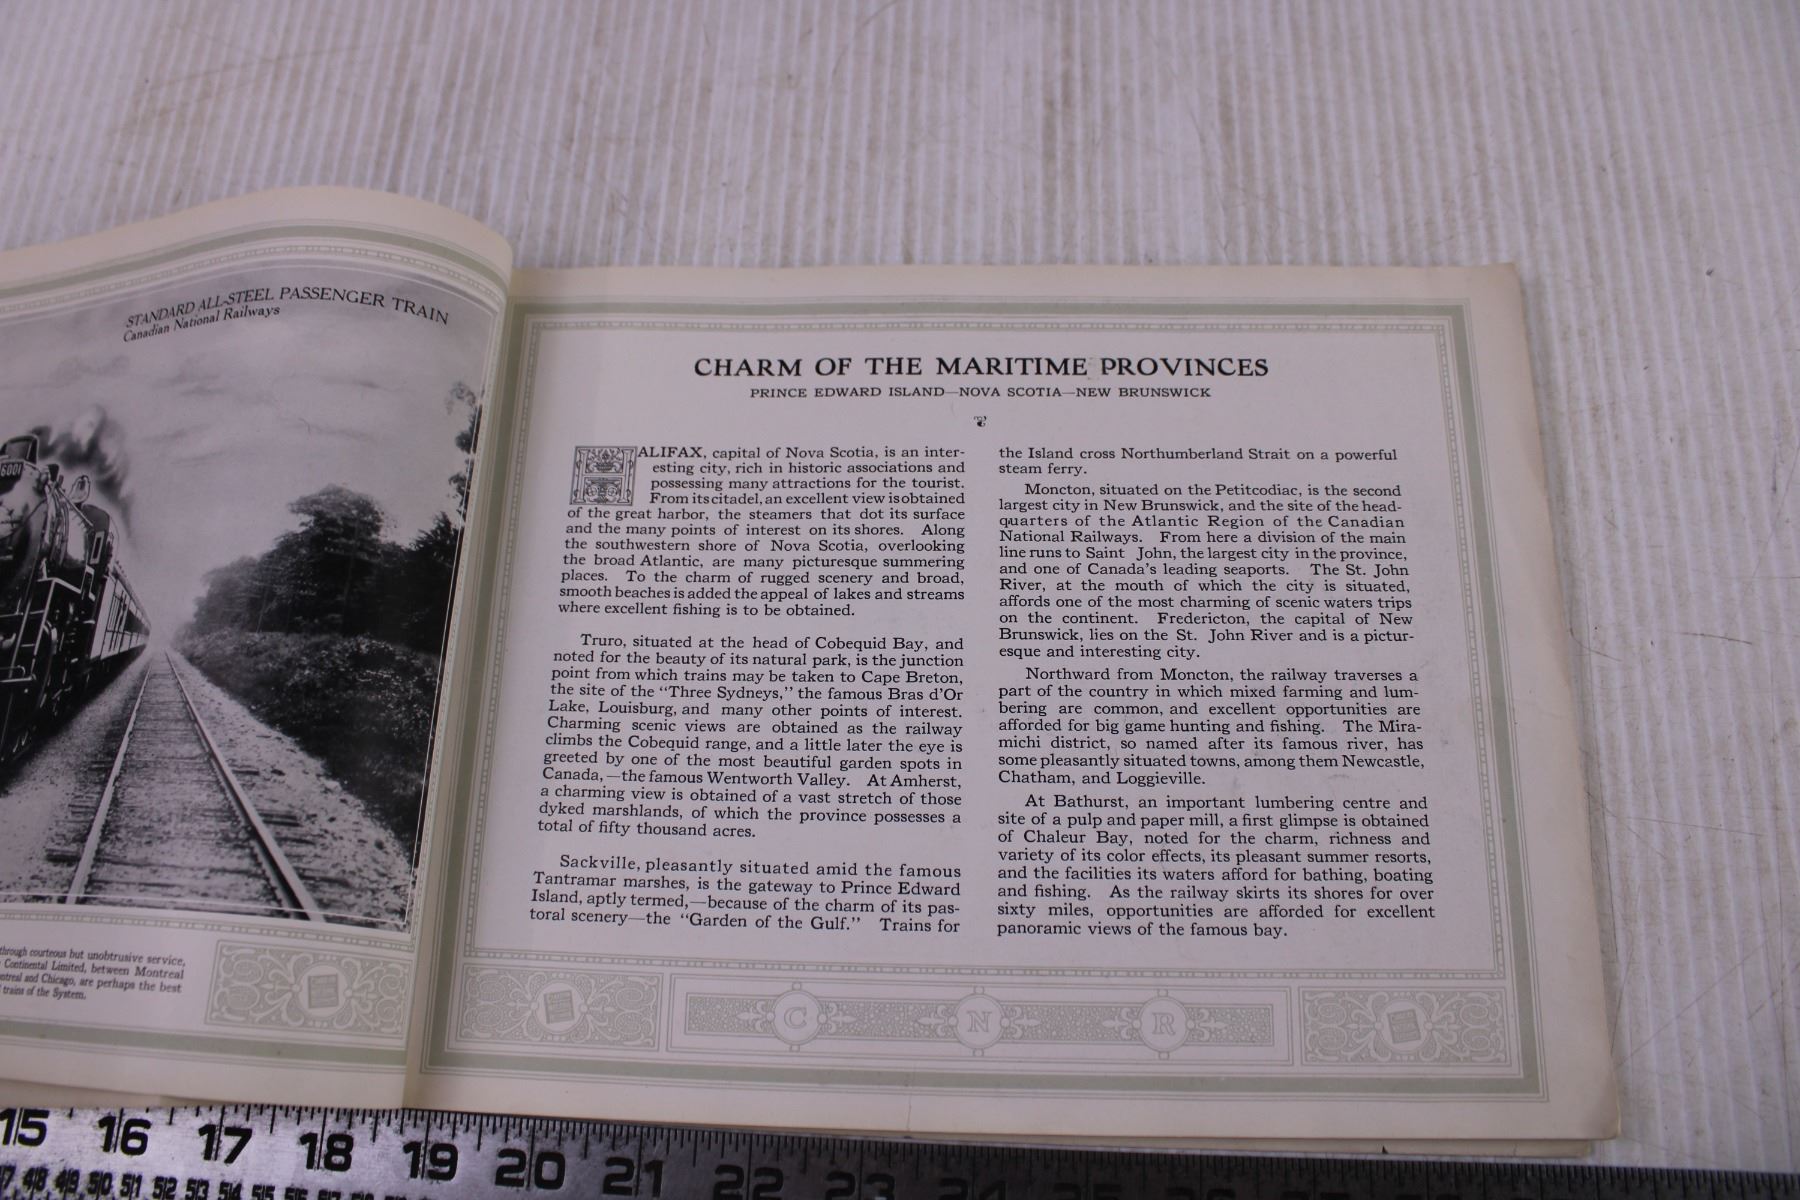 STANDARD ALL-STEEL PASSENGER TRAIN
Canadian National Railways
6001
through courteous but unobtrusive service,
Continental Limited, between Montreal
and Chicago, are perhaps the best
trains of the System.
CHARM OF THE MARITIME PROVINCES
PRINCE EDWARD ISLAND—NOVA SCOTIA—NEW BRUNSWICK
HALIFAX, capital of Nova Scotia, is an inter-
esting city, rich in historic associations and
possessing many attractions for the tourist.
From its citadel, an excellent view is obtained
of the great harbor, the steamers that dot its surface
and the many points of interest on its shores. Along
the southwestern shore of Nova Scotia, overlooking
the broad Atlantic, are many picturesque summering
places. To the charm of rugged scenery and broad,
smooth beaches is added the appeal of lakes and streams
where excellent fishing is to be obtained.
Truro, situated at the head of Cobequid Bay, and
noted for the beauty of its natural park, is the junction
point from which trains may be taken to Cape Breton,
the site of the "Three Sydneys," the famous Bras d'Or
Lake, Louisburg, and many other points of interest.
Charming scenic views are obtained as the railway
climbs the Cobequid range, and a little later the eye is
greeted by one of the most beautiful garden spots in
Canada,—the famous Wentworth Valley. At Amherst,
a charming view is obtained of a vast stretch of those
dyked marshlands, of which the province possesses a
total of fifty thousand acres.
Sackville, pleasantly situated amid the famous
Tantramar marshes, is the gateway to Prince Edward
Island, aptly termed,—because of the charm of its pas-
toral scenery—the "Garden of the Gulf." Trains for
the Island cross Northumberland Strait on a powerful
steam ferry.
Moncton, situated on the Petitcodiac, is the second
largest city in New Brunswick, and the site of the head-
quarters of the Atlantic Region of the Canadian
National Railways. From here a division of the main
line runs to Saint John, the largest city in the province,
and one of Canada's leading seaports. The St. John
River, at the mouth of which the city is situated,
affords one of the most charming of scenic waters trips
on the continent. Fredericton, the capital of New
Brunswick, lies on the St. John River and is a pictur-
esque and interesting city.
Northward from Moncton, the railway traverses a
part of the country in which mixed farming and lum-
bering are common, and excellent opportunities are
afforded for big game hunting and fishing. The Mira-
michi district, so named after its famous river, has
some pleasantly situated towns, among them Newcastle,
Chatham, and Loggieville.
At Bathurst, an important lumbering centre and
site of a pulp and paper mill, a first glimpse is obtained
of Chaleur Bay, noted for the charm, richness and
variety of its color effects, its pleasant summer resorts,
and the facilities its waters afford for bathing, boating
and fishing. As the railway skirts its shores for over
sixty miles, opportunities are afforded for excellent
panoramic views of the famous bay.
C N R
15 16 17 18 19 20 21 22 23 24
48 49 50 51 52 53 54 55 56 57